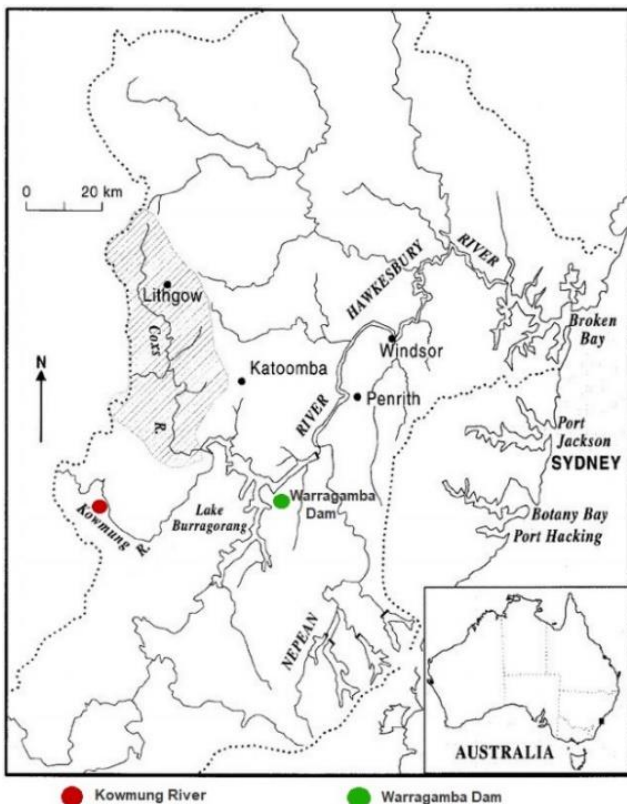 0 20 km
Lithgow
Coxs
R.
N
Katoomba
HAWKESBURY
RIVER
RIVER
Windsor
Penrith
Broken
Bay
Port
Jackson
SYDNEY
Botany Bay
Port Hacking
Kowmung R.
Lake
Burragorang
Warragamba
Dam
NEPEAN
AUSTRALIA
Kowmung River
Warragamba Dam